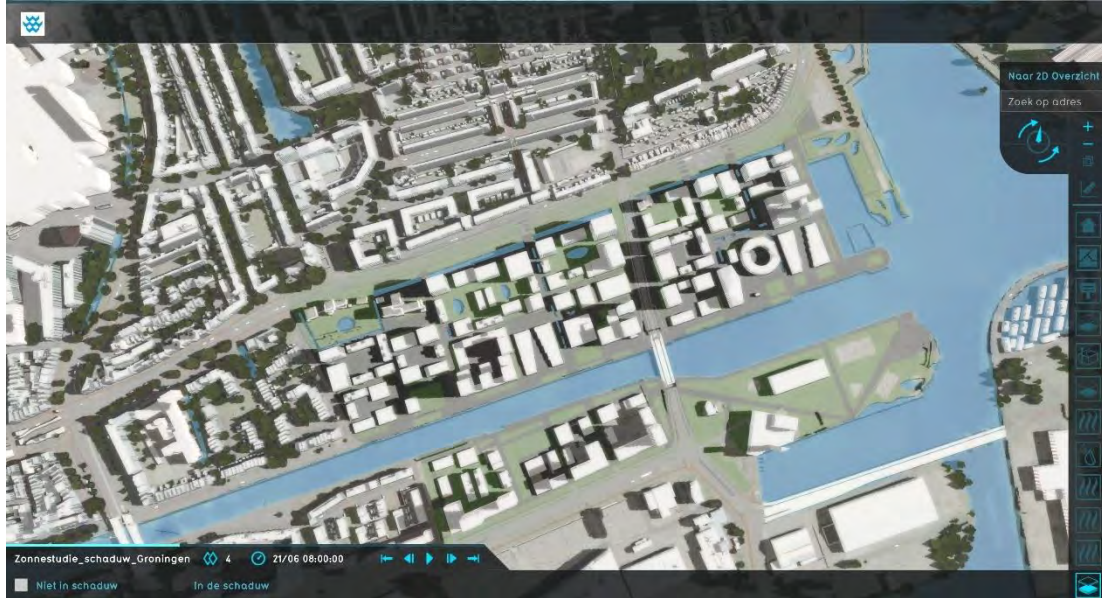 Naar 2D Overzicht
Zoek op adres
Zonnestudie_schaduw_Groningen 4 21/06 08:00:00
Niet in schaduw In de schaduw